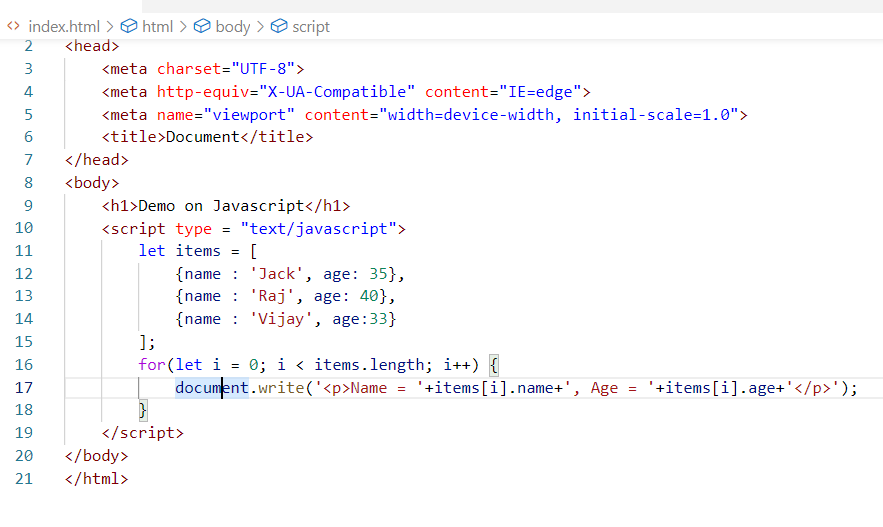 index.html > html > body > script
2 <head>
3 <meta charset="UTF-8">
4 <meta http-equiv="X-UA-Compatible" content="IE=edge">
5 <meta name="viewport" content="width=device-width, initial-scale=1.0">
6 <title>Document</title>
7 </head>
8 <body>
9 <h1>Demo on Javascript</h1>
10 <script type = "text/javascript">
11 let items = [
12 {name : 'Jack', age: 35},
13 {name : 'Raj', age: 40},
14 {name : 'Vijay', age:33}
15 ];
16 for(let i = 0; i < items.length; i++) {
17 document.write('<p>Name = '+items[i].name+', Age = '+items[i].age+'</p>');
18 }
19 </script>
20 </body>
21 </html>